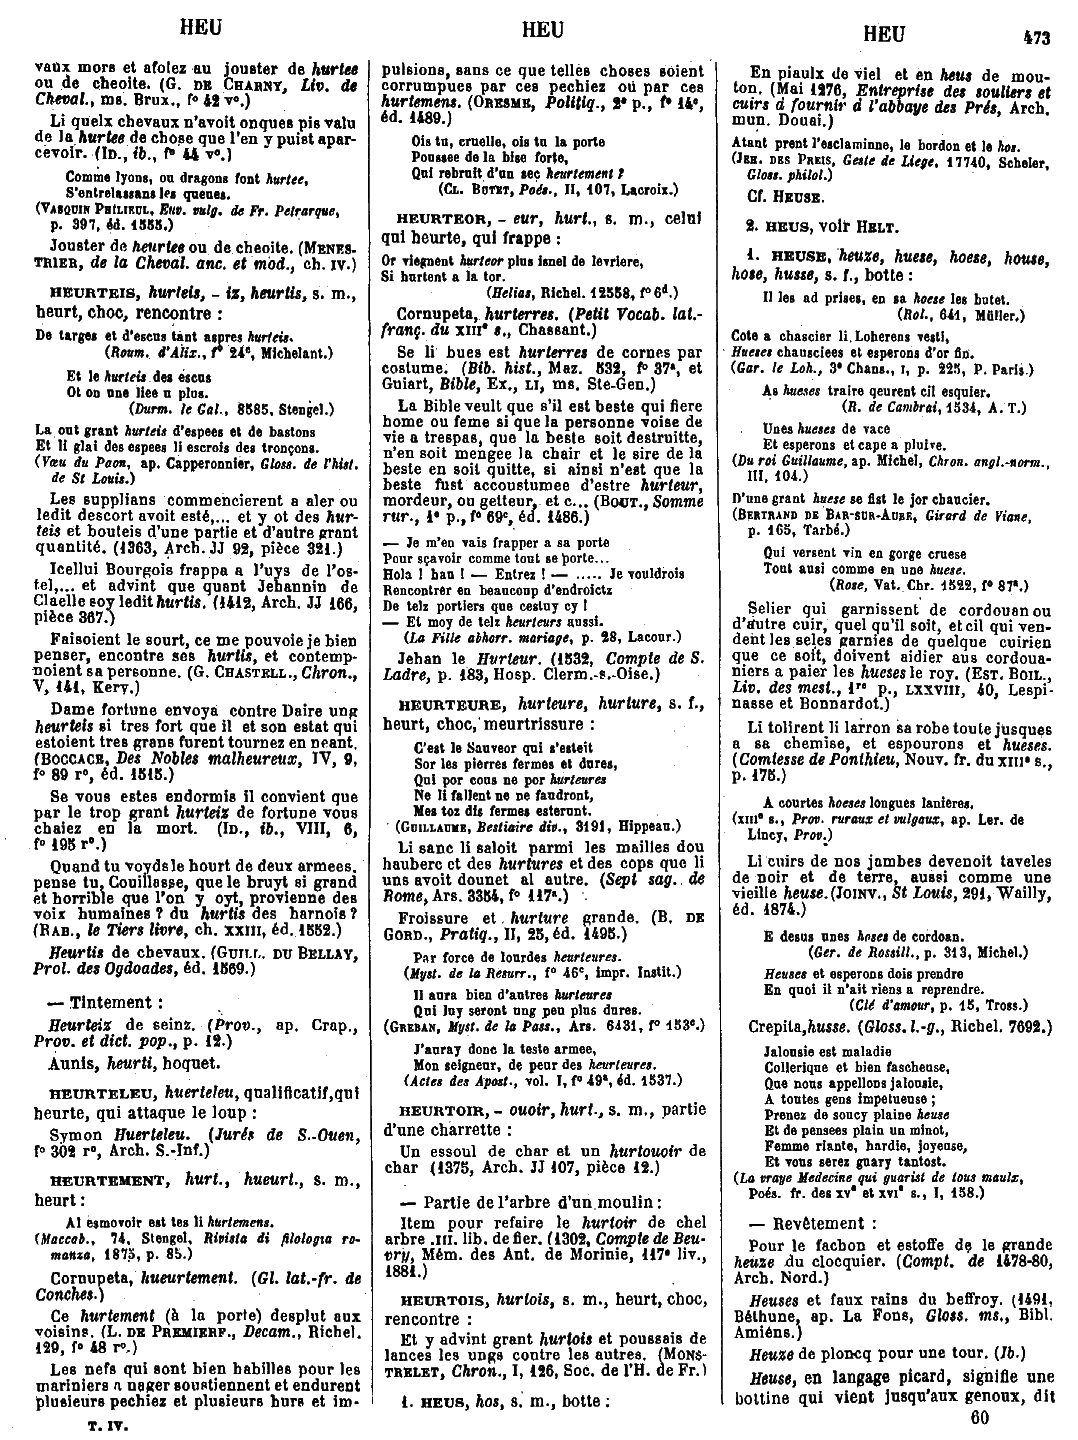 HEU
HEU
HEU
473
vaux mors et afolez au jouster de hurtee
ou de cheoite. (G. DE CHARNY, Liv. de
Cheval., ms. Brux., f° 42 v°.)
Li quelx chevaux n'avoit onques pis valu
de la hurtee de chose que l'en y puist apar-
cevoir. (ID., ib., f° 44 v°.)
Comme lyons, ou dragons font hurtee,
S'entrelassans les queues.
(VASQUIN PHILIEUL, Euv. vulg. de Fr. Petrarque,
p. 397, éd. 1555.)
Jouster de heurtee ou de cheoite. (MENES-
TRIER, de la Cheval. anc. et mod., ch. IV.)
HEURTEIS, hurteis, - iz, heurtis, s. m.,
heurt, choc, rencontre :
De targes et d'escus tant aspres hurteis.
(Roum. d'Alix., f° 24c, Michelant.)
Et le hurteis des escus
Ot on une liee u plus.
(Durm. le Gal., 8585, Stengel.)
La out grant hurteis d'espees et de bastons
Et li glai des espees li escrois des tronçons.
(Vœu du Paon, ap. Capperonnier, Gloss. de l'hist.
de St Louis.)
Les supplians commencierent a aler ou
ledit descort avoit esté,... et y ot des hur-
teis et bouteis d'une partie et d'autre grant
quantité. (1363, Arch. JJ 92, pièce 321.)
Icellui Bourgois frappa a l'uys de l'os-
tel,... et advint que quant Jehannin de
Claelle soy ledit hurtis. (1412, Arch. JJ 166,
pièce 367.)
Faisoient le sourt, ce me pouvoie je bien
penser, encontre ses hurtis, et contemp-
noient sa personne. (G. CHASTELL., Chron.,
V, 141, Kerv.)
Dame fortune envoya contre Daire ung
heurteis si tres fort que il et son estat qui
estoient tres grans furent tournez en neant.
(BOCCACE, Des Nobles malheureux, IV, 9,
f° 89 r°, éd. 1515.)
Se vous estes endormis il convient que
par le trop grant hurteiz de fortune vous
chaiez en la mort. (ID., ib., VIII, 6,
f° 195 r°.)
Quand tu voyds le hourt de deux armees,
pense tu, Couillasse, que le bruyt si grand
et horrible que l'on y oyt, provienne des
voix humaines ? du hurtis des harnois ?
(RAB., le Tiers livre, ch. XXIII, éd. 1552.)
Heurtis de chevaux. (GUILL. DU BELLAY,
Prol. des Ogdoades, éd. 1569.)
— Tintement :
Heurteiz de seinz. (Prov., ap. Crap.,
Prov. et dict. pop., p. 12.)
Aunis, heurti, hoquet.
HEURTELEU, huerteleu, qualificatif, qui
heurte, qui attaque le loup :
Symon Huerteleu. (Jurés de S.-Ouen,
f° 302 r°, Arch. S.-Inf.)
HEURTEMENT, hurt., hueurt., s. m.,
heurt :
Al esmovoir est tes li hurtemens.
(Maccab., 74, Stengel, Rivista di filologia ro-
manza, 1875, p. 85.)
Cornupeta, hueurtement. (Gl. lat.-fr. de
Conches.)
Ce hurtement (à la porte) desplut aux
voisins. (L. DE PREMIERF., Decam., Richel.
129, f° 48 r°.)
Les nefs qui sont bien habilles pour les
mariniers a nager soustiennent et endurent
plusieurs pechiez et plusieurs hurs et im-
T. IV.
pulsions, sans ce que telles choses soient
corrumpues par ces pechiez ou par ces
hurtemens. (ORESME, Politiq., 2e p., f° 14c,
éd. 1489.)
Ois tu, cruelle, ois tu la porte
Poussee de la bise forte,
Qui rebruit d'un sec heurtement ?
(CL. BUTET, Poés., II, 107, Lacroix.)
HEURTEOR, - eur, hurt., s. m., celui
qui heurte, qui frappe :
Or viegnent hurteor plus isnel de levriere,
Si hurtent a la tor.
(Helias, Richel. 12558, f° 6d.)
Cornupeta, hurterres. (Petit Vocab. lat.-
franç. du XIIIe s., Chassant.)
Se li bues est hurterres de cornes par
costume. (Bib. hist., Maz. 532, f° 37a, et
Guiart, Bible, Ex., LI, ms. Ste-Gen.)
La Bible veult que s'il est beste qui fiere
home ou feme si que la personne voise de
vie a trespas, que la beste soit destruitte,
n'en soit mengee la chair et le sire de la
beste en soit quitte, si ainsi n'est que la
beste fust accoustumee d'estre hurteur,
mordeur, ou getteur, et c... (BOUT., Somme
rur., 1e p., f° 69c, éd. 1486.)
— Je m'en vais frapper a sa porte
Pour sçavoir comme tout se porte...
Hola ! han ! — Entrez ! — ..... Je vouldrois
Rencontrer en beaucoup d'endroictz
De telz portiers que cestuy cy !
— Et moy de telz heurteurs aussi.
(La Fille abhorr. mariage, p. 28, Lacour.)
Jehan le Hurteur. (1532, Compte de S.
Ladre, p. 183, Hosp. Clerm.-s.-Oise.)
HEURTEURE, hurteure, hurture, s. f.,
heurt, choc, meurtrissure :
C'est le Sauveor qui s'esteit
Sor les pierres fermes et dures,
Qui por cous ne por hurteures
Ne li fallent ne ne faudront,
Mes toz dis fermes esteront.
(GUILLAUME, Bestiaire div., 3191, Hippeau.)
Li sanc li saloit parmi les mailles dou
hauberc et des hurtures et des cops que li
uns avoit dounet al autre. (Sept sag. de
Rome, Ars. 3354, f° 117a.)
Froissure et hurture grande. (B. DE
GORD., Pratiq., II, 25, éd. 1495.)
Par force de lourdes heurteures.
(Myst. de la Resurr., f° 46c, impr. Instit.)
Il aura bien d'autres hurteures
Qui luy seront ung peu plus dures.
(GREBAN, Myst. de la Pass., Ars. 6431, f° 153c.)
J'auray donc la teste armee,
Mon seigneur, de peur des heurteures.
(Actes des Apost., vol. I, f° 49a, éd. 1537.)
HEURTOIR, - ouoir, hurt., s. m., partie
d'une charrette :
Un essoul de char et un hurtouoir de
char (1375, Arch. JJ 107, pièce 12.)
— Partie de l'arbre d'un moulin :
Item pour refaire le hurtoir de chel
arbre .III. lib. de fier. (1302, Compte de Beu-
vry, Mém. des Ant. de Morinie, 117e liv.,
1881.)
HEURTOIS, hurtois, s. m., heurt, choc,
rencontre :
Et y advint grant hurtois et poussais de
lances les ungs contre les autres. (MONS-
TRELET, Chron., I, 126, Soc. de l'H. de Fr.)
1. HEUS, hos, s. m., botte :
En piaulx de viel et en heus de mou-
ton. (Mai 1276, Entreprise des souliers et
cuirs à fournir à l'abbaye des Prés, Arch.
mun. Douai.)
Atant prent l'esclaminne, le bordon et le hos.
(JEH. DES PREIS, Geste de Liege, 17740, Scheler,
Gloss. philol.)
Cf. HEUSE.
2. HEUS, voir HELT.
1. HEUSE, heuze, huese, hoese, house,
hose, husse, s. f., botte :
Il les ad prises, en sa hoese les butet.
(Rol., 641, Müller.)
Cote a chascier li Loherens vesti,
Hueses chausciees et esperons d'or fin.
(Gar. le Loh., 3e Chans., I, p. 225, P. Paris.)
As hueses traire qeurent cil esquier.
(R. de Cambrai, 1534, A. T.)
Unes hueses de vace
Et esperons et cape a pluive.
(Du roi Guillaume, ap. Michel, Chron. angl.-norm.,
III, 104.)
D'une grant huese se fist le jor chaucier.
(BERTRAND DE BAR-SUR-AUBE, Girard de Viane,
p. 165, Tarbé.)
Qui versent vin en gorge cruese
Tout ausi comme en une huese.
(Rose, Vat. Chr. 1522, f° 87a.)
Selier qui garnissent de cordouan ou
d'autre cuir, quel qu'il soit, et cil qui ven-
dent les seles garnies de quelque cuirien
que ce soit, doivent aidier aus cordoua-
niers a paier les hueses le roy. (EST. BOIL.,
Liv. des mest., 1re p., LXXVIII, 40, Lespi-
nasse et Bonnardot.)
Li tolirent li larron sa robe toute jusques
a sa chemise, et espourons et hueses.
(Comtesse de Ponthieu, Nouv. fr. du XIIIe s.,
p. 175.)
A courtes hoeses longues lanieres.
(XIIIe s., Prov. ruraux et vulgaux, ap. Ler. de
Lincy, Prov.)
Li cuirs de nos jambes devenoit taveles
de noir et de terre, aussi comme une
vieille heuse. (JOINV., St Louis, 291, Wailly,
éd. 1874.)
E desus unes hoses de cordoan.
(Ger. de Rossill., p. 313, Michel.)
Heuses et esperons dois prendre
En quoi il n'ait riens a reprendre.
(Clé d'amour, p. 15, Tross.)
Crepita, husse. (Gloss. l.-g., Richel. 7692.)
Jalousie est maladie
Collerique et bien fascheuse,
Que nous appellons jalousie,
A toutes gens impetueuse ;
Prenez de soucy plaine heuse
Et de pensees plain un minot,
Femme riante, hardie, joyeuse,
Et vous serez guary tantost.
(La vraye Medecine qui guarist de tous maulx,
Poés. fr. des XVe et XVIe s., I, 158.)
— Revêtement :
Pour le fachon et estoffe de le grande
heuze du clocquier. (Compt. de 1478-80,
Arch. Nord.)
Heuses et faux rains du beffroy. (1491,
Béthune, ap. La Fons, Gloss. ms., Bibl.
Amiens.)
Heuze de ploncq pour une tour. (Ib.)
Heuse, en langage picard, signifie une
bottine qui vient jusqu'aux genoux, dit
60